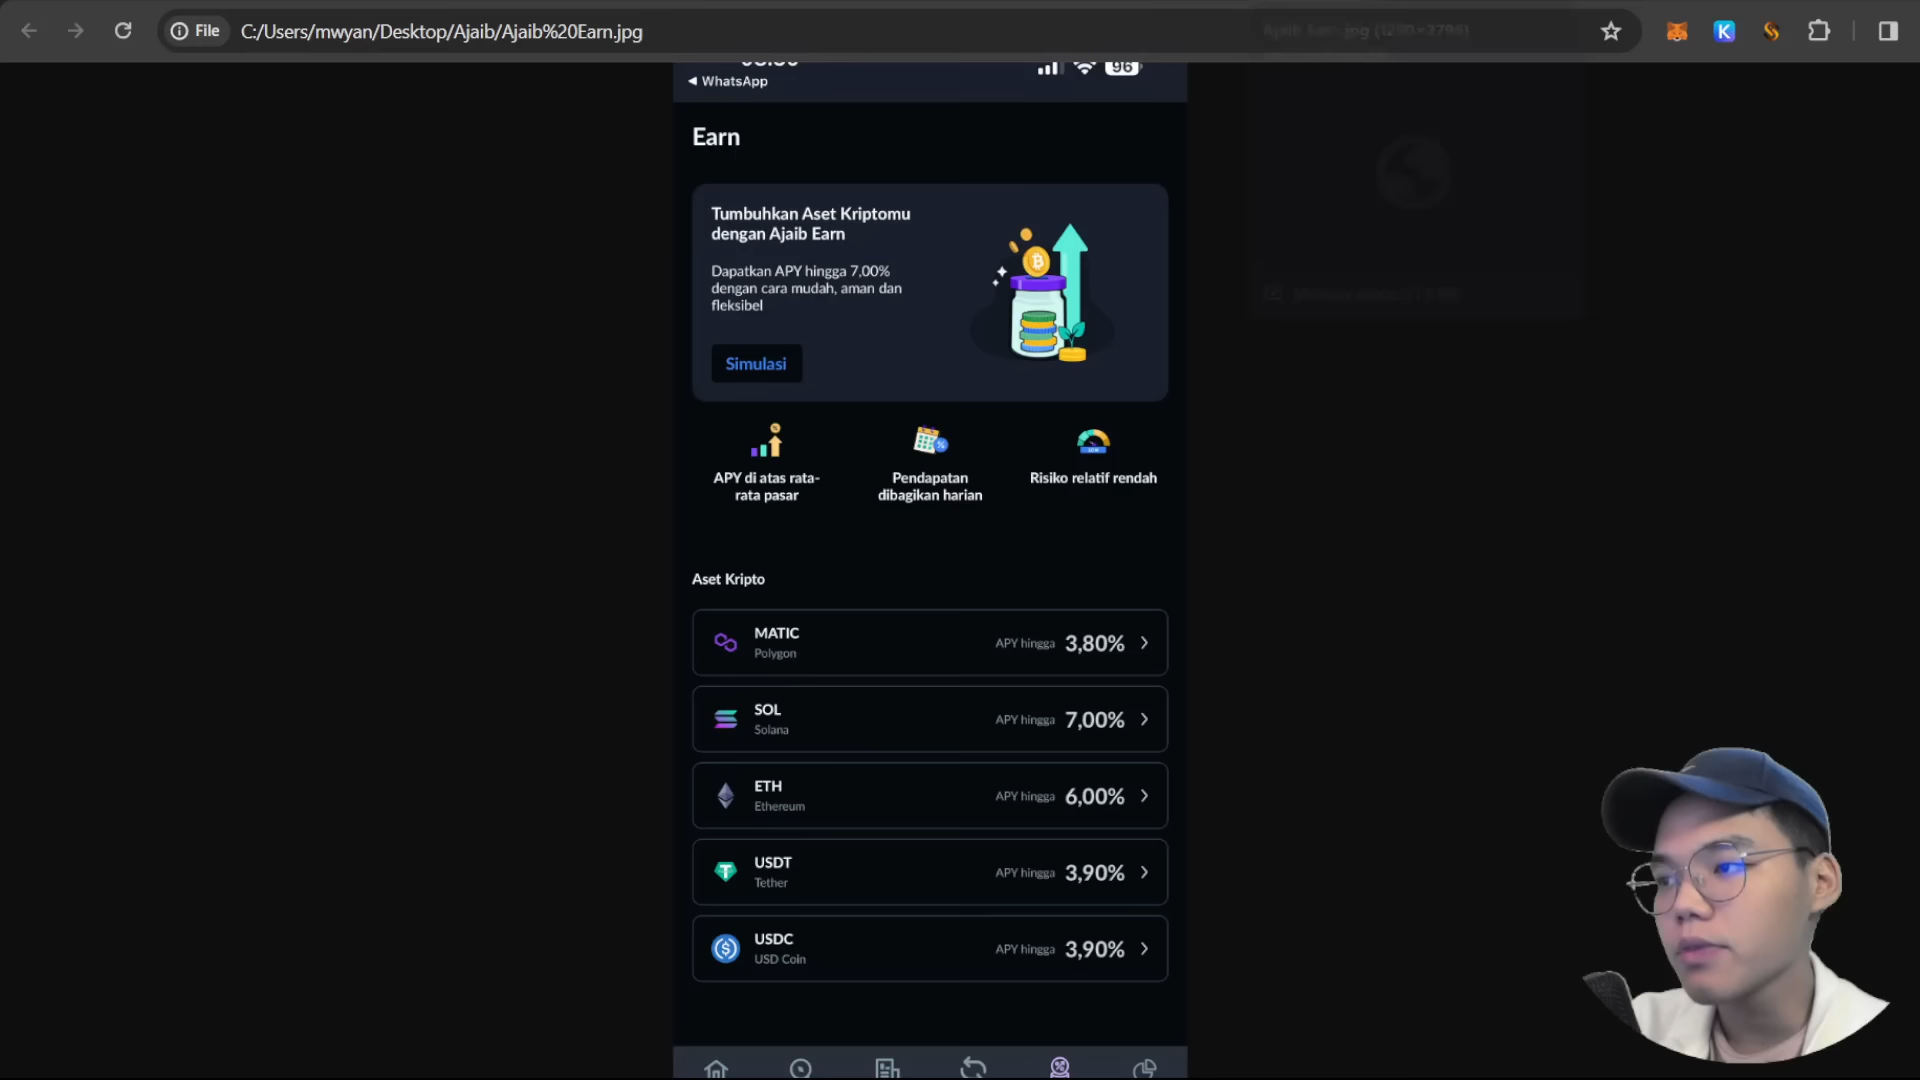 File
C:/Users/mwyan/Desktop/Ajaib/Ajaib%20Earn.jpg
WhatsApp
96
Earn
Tumbuhkan Aset Kriptomu
dengan Ajaib Earn
Dapatkan APY hingga 7,00%
dengan cara mudah, aman dan
fleksibel
Simulasi
APY di atas rata-
rata pasar
Pendapatan
dibagikan harian
Risiko relatif rendah
Aset Kripto
MATIC
Polygon
APY hingga 3,80%
SOL
Solana
APY hingga 7,00%
ETH
Ethereum
APY hingga 6,00%
USDT
Tether
APY hingga 3,90%
USDC
USD Coin
APY hingga 3,90%